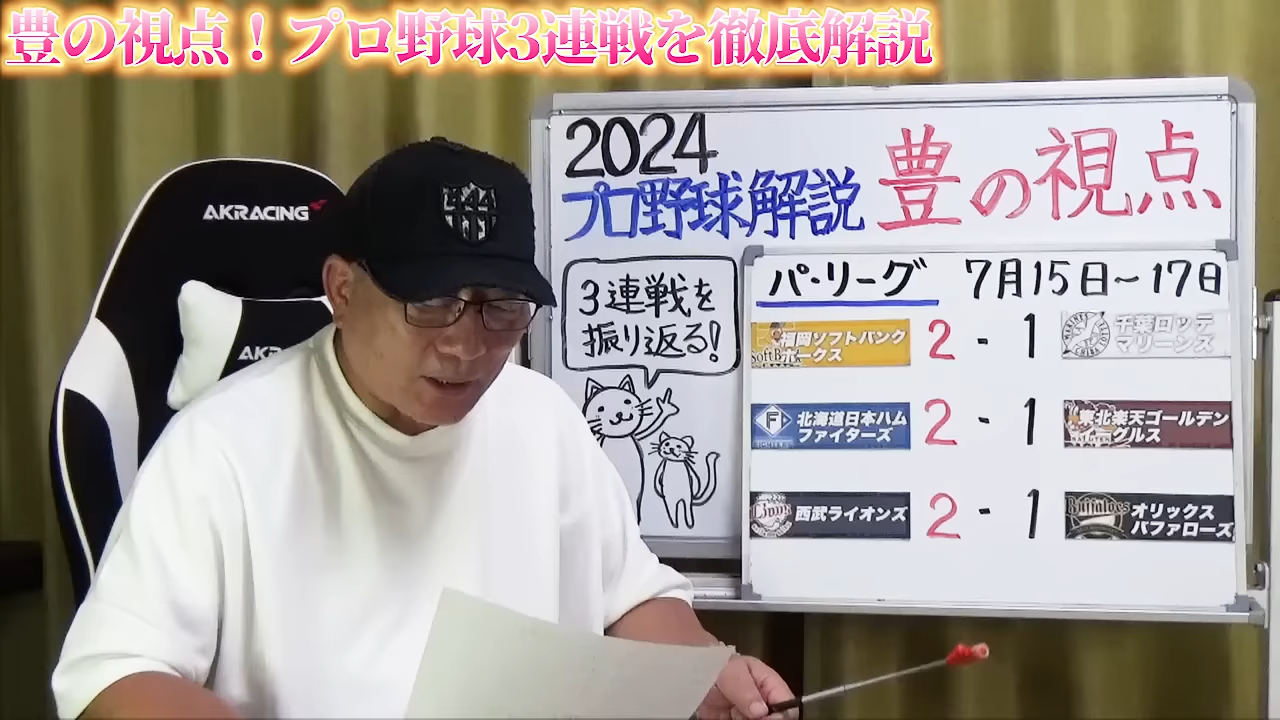 豊の視点！プロ野球3連戦を徹底解説
2024
プロ野球解説 豊の視点
AKRACING
444
3連戦を
振り返る!
パ・リーグ 7月15日～17日
福岡ソフトバンク
ホークス
SoftB
2 - 1
千葉ロッテ
マリーンズ
北海道日本ハム
ファイターズ
FIGHTERS
2 - 1
東北楽天ゴールデン
グルス
Lions
西武ライオンズ
2 - 1
Buffaloes
オリックス
バファローズ